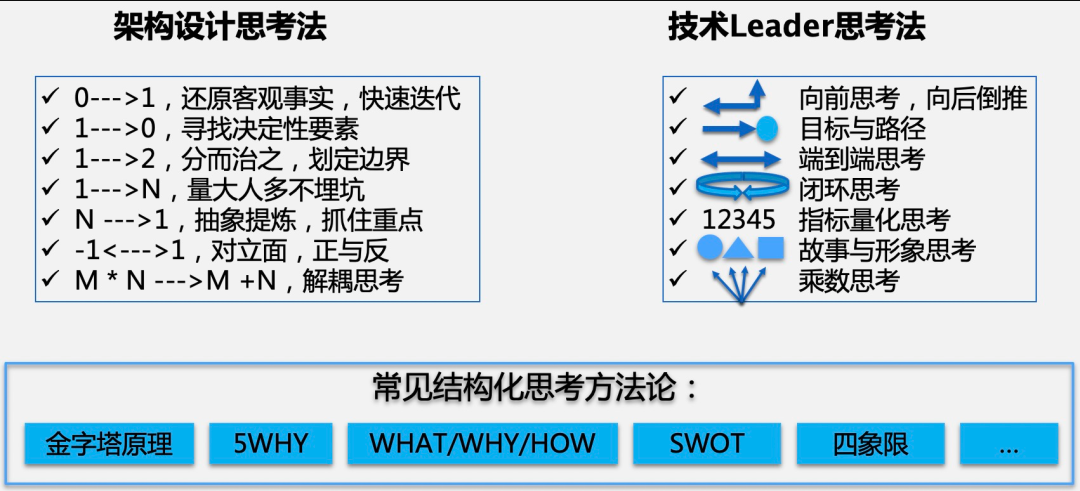 架构设计思考法
✓ 0--->1，还原客观事实，快速迭代
✓ 1--->0，寻找决定性要素
✓ 1--->2，分而治之，划定边界
✓ 1--->N，量大人多不埋坑
✓ N --->1，抽象提炼，抓住重点
✓ -1<--->1，对立面，正与反
✓ M * N --->M +N，解耦思考
技术Leader思考法
✓ 向前思考，向后倒推
✓ 目标与路径
✓ 端到端思考
✓ 闭环思考
✓ 12345 指标量化思考
✓ 故事与形象思考
✓ 乘数思考
常见结构化思考方法论：
金字塔原理 5WHY WHAT/WHY/HOW SWOT 四象限 ...